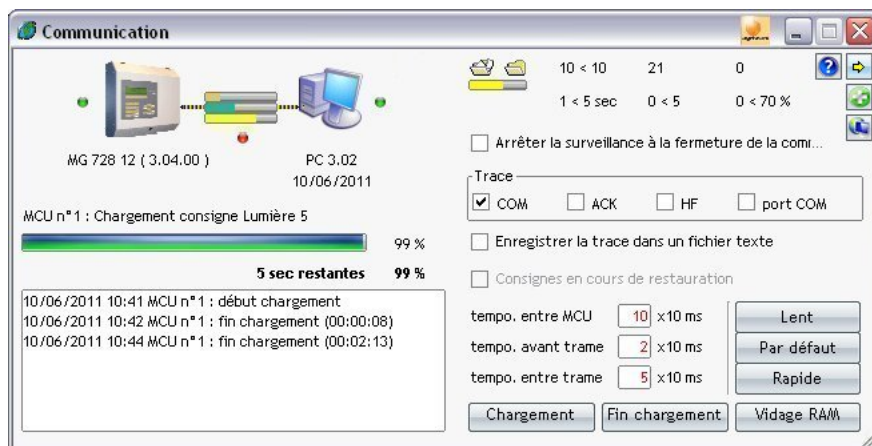 Communication
MG 728 12 ( 3.04.00 )
PC 3.02
10/06/2011
MCU n°1 : Chargement consigne Lumière 5
99 %
5 sec restantes 99 %
10/06/2011 10:41 MCU n°1 : début chargement
10/06/2011 10:42 MCU n°1 : fin chargement (00:00:08)
10/06/2011 10:44 MCU n°1 : fin chargement (00:02:13)
10 < 10 21 0
1 < 5 sec 0 < 5 0 < 70 %
Arrêter la surveillance à la fermeture de la comr...
Trace
COM ACK HF port COM
Enregistrer la trace dans un fichier texte
Consignes en cours de restauration
tempo. entre MCU 10 x10 ms Lent
tempo. avant trame 2 x10 ms Par défaut
tempo. entre trame 5 x10 ms Rapide
Chargement Fin chargement Vidage RAM